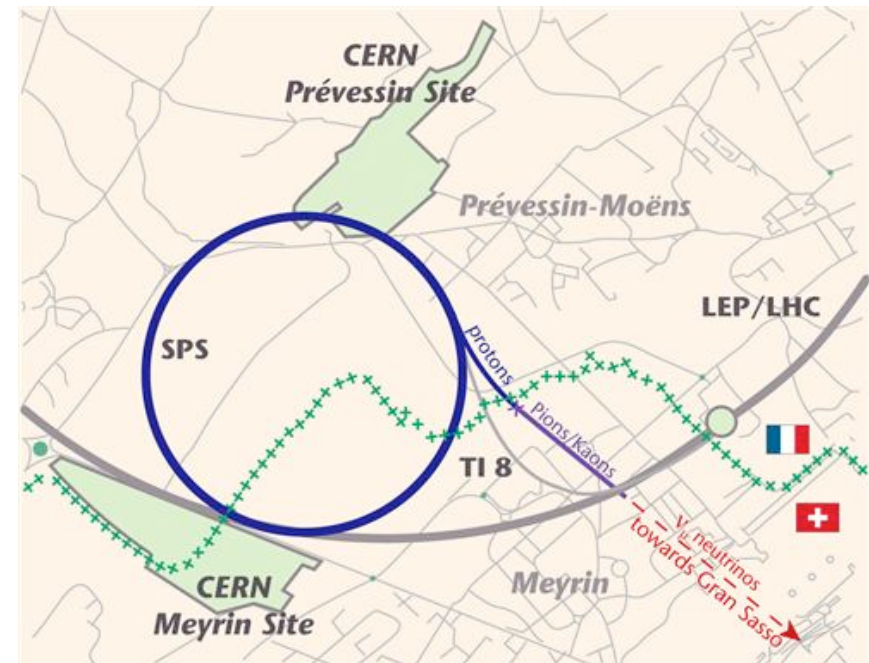 CERN
Prévessin Site
Prévessin-Moëns
LEP/LHC
SPS
protons
Pions/Kaons
TI 8
νμ neutrinos
towards Gran Sasso
Meyrin
CERN
Meyrin Site